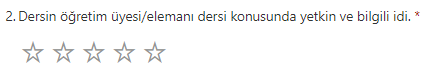 2. Dersin öğretim üyesi/elemanı dersi konusunda yetkin ve bilgili idi. *